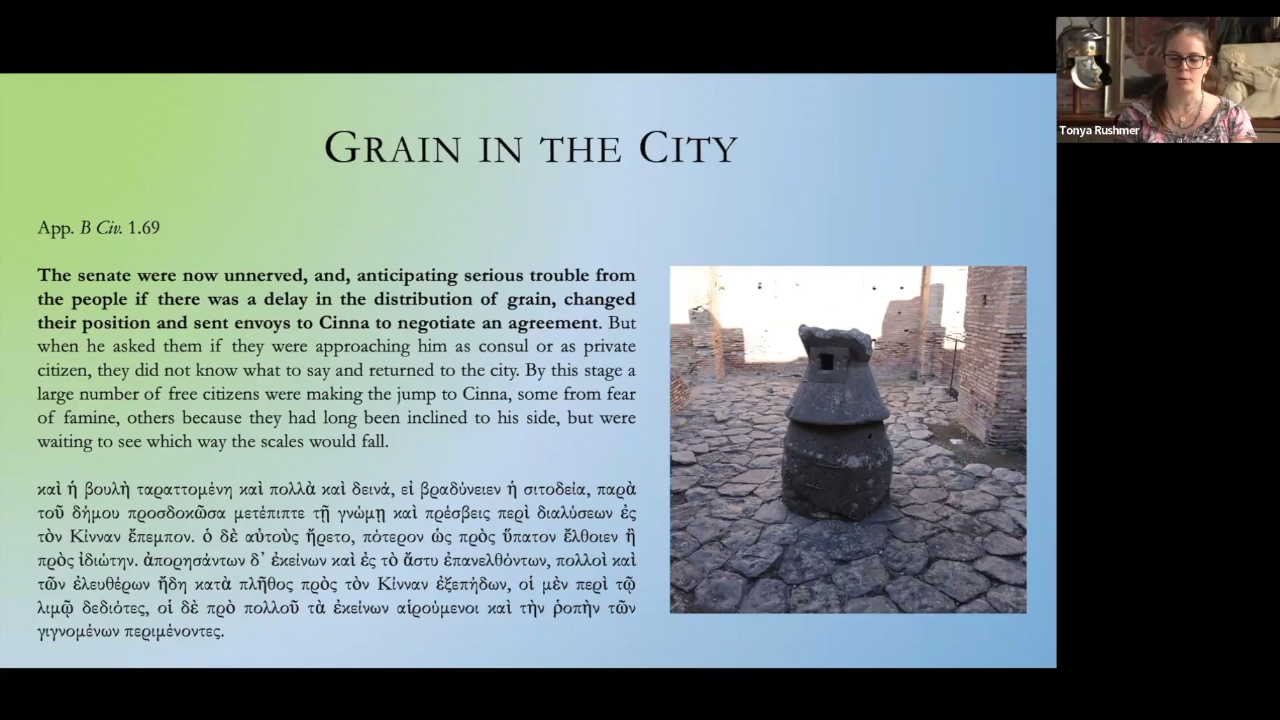 GRAIN IN THE CITY
App. B Civ. 1.69
The senate were now unnerved, and, anticipating serious trouble from
the people if there was a delay in the distribution of grain, changed
their position and sent envoys to Cinna to negotiate an agreement. But
when he asked them if they were approaching him as consul or as private
citizen, they did not know what to say and returned to the city. By this stage a
large number of free citizens were making the jump to Cinna, some from fear
of famine, others because they had long been inclined to his side, but were
waiting to see which way the scales would fall.
καὶ ἡ βουλὴ ταραττομένη καὶ πολλὰ καὶ δεινά, εἰ βραδύνειεν ἡ σιτοδεία, παρὰ
τοῦ δήμου προσδοκῶσα μετέπιπτε τῇ γνώμῃ καὶ πρέσβεις περὶ διαλύσεων ἐς
τὸν Κίνναν ἔπεμπον. ὁ δὲ αὐτοὺς ἤρετο, πότερον ὡς πρὸς ὕπατον ἔλθοιεν ἢ
πρὸς ἰδιώτην. ἀπορησάντων δ᾽ ἐκείνων καὶ ἐς τὸ ἄστυ ἐπανελθόντων, πολλοὶ καὶ
τῶν ἐλευθέρων ἤδη κατὰ πλῆθος πρὸς τὸν Κίνναν ἐξεπήδων, οἱ μὲν περὶ τῷ
λιμῷ δεδιότες, οἱ δὲ πρὸ πολλοῦ τὰ ἐκείνων αἱρούμενοι καὶ τὴν ῥοπὴν τῶν
γιγνομένων περιμένοντες.
Tonya Rushmer